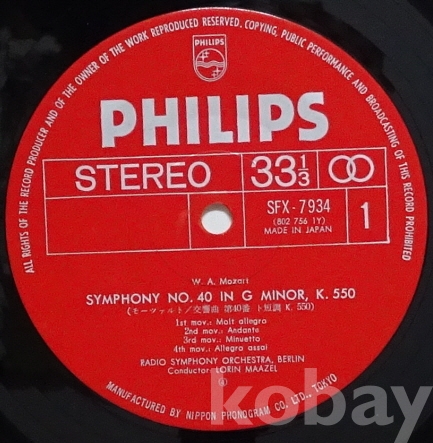 ALL RIGHTS OF THE RECORD PRODUCER AND OF THE OWNER OF THE WORK REPRODUCED RESERVED, COPYING, PUBLIC PERFORMANCE AND BROADCASTING OF THIS RECORD PROHIBITED
PHILIPS
PHILIPS
STEREO 33 1/3
SFX-7934
(802 756 1Y)
MADE IN JAPAN
1
W. A. Mozart
SYMPHONY NO. 40 IN G MINOR, K. 550
(モーツァルト/交響曲 第40番 ト短調 K. 550)
1st mov.: Molt allegro
2nd mov.: Andante
3rd mov.: Minuetto
4th mov.: Allegro assai
RADIO SYMPHONY ORCHESTRA, BERLIN
Conductor: LORIN MAAZEL
Ⓟ
MANUFACTURED BY NIPPON PHONOGRAM CO. LTD., TOKYO
kobay